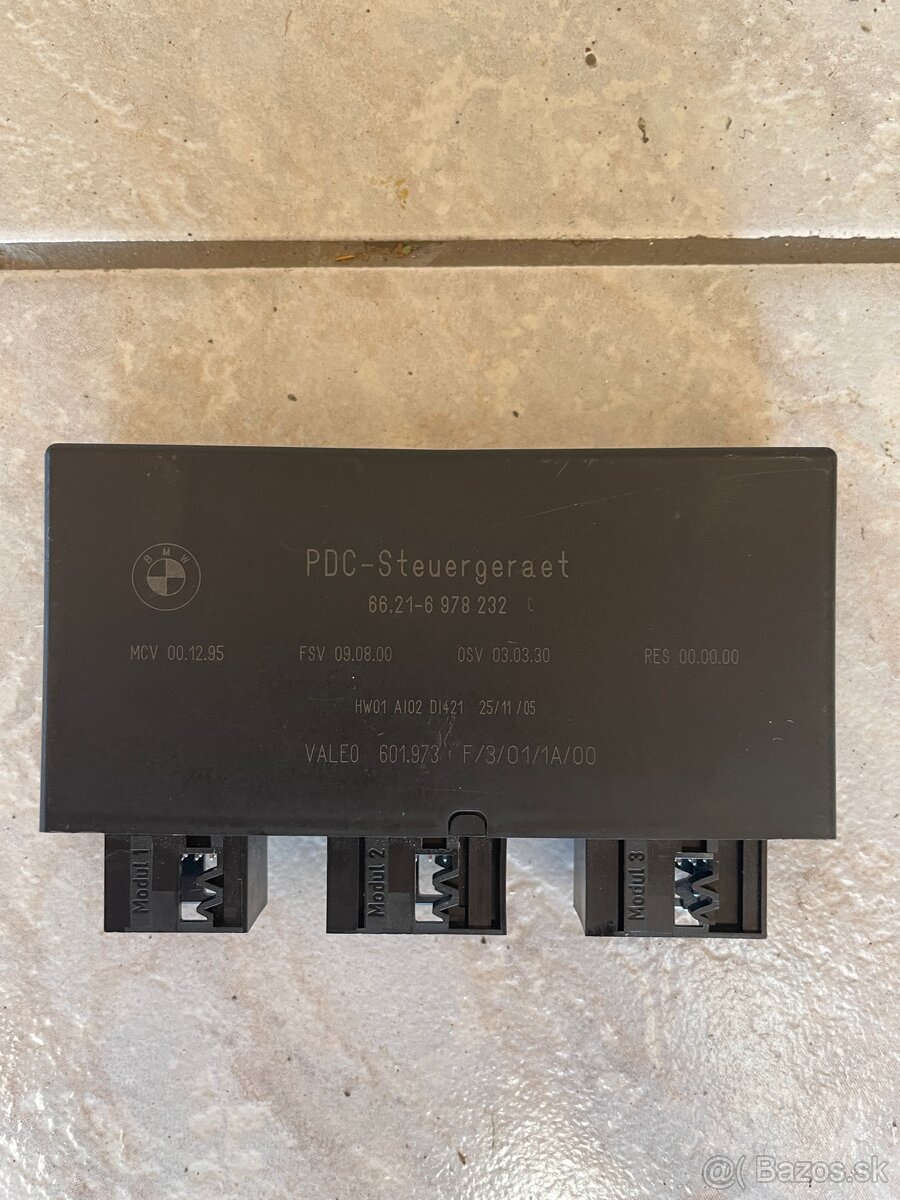 BMW
PDC-Steuergeraet
66.21-6 978 232
MCV 00.12.95 FSV 09.08.00 OSV 03.03.30 RES 00.00.00
HW01 AI02 DI421 25/11/05
VALEO 601.973 F/3/01/1A/00
Modul 1 Modul 2 Modul 3
@( Bazos.sk